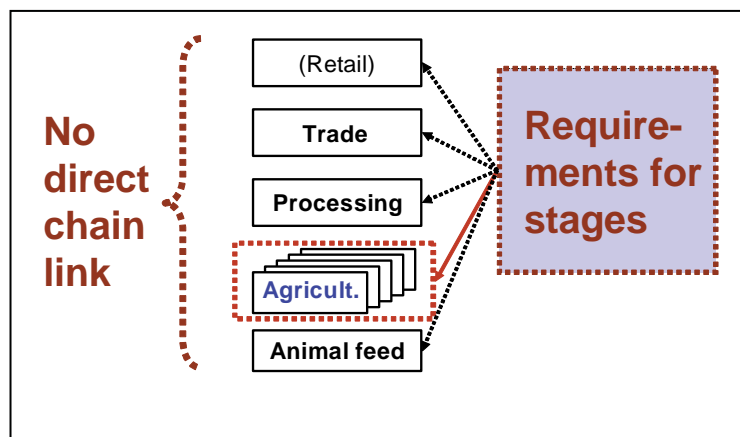 No
direct
chain
link
(Retail)
Trade
Processing
Agricult.
Animal feed
Require-
ments for
stages